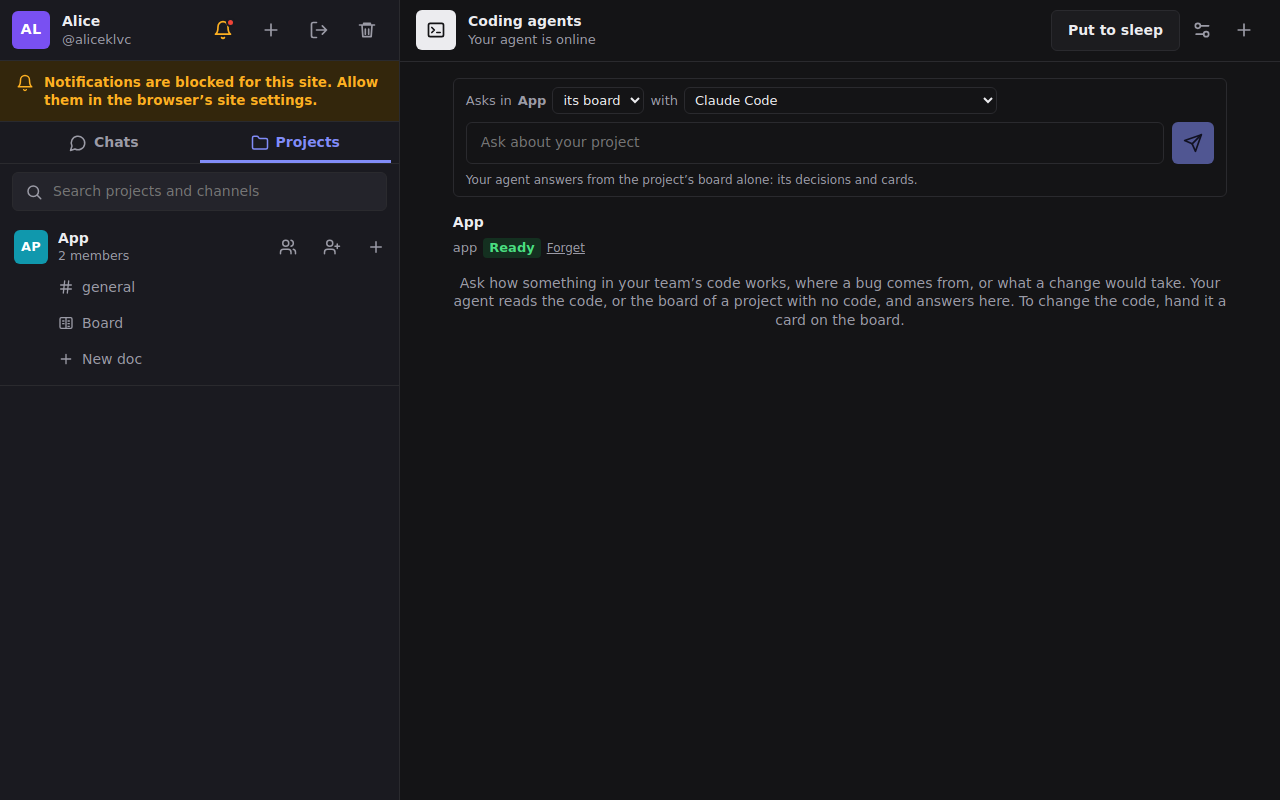 AL
Alice
@aliceklvc
Notifications are blocked for this site. Allow
them in the browser’s site settings.
Chats
Projects
Search projects and channels
AP
App
2 members
general
Board
New doc
Coding agents
Your agent is online
Put to sleep
Asks in App its board with Claude Code
Ask about your project
Your agent answers from the project’s board alone: its decisions and cards.
App
app Ready Forget
Ask how something in your team’s code works, where a bug comes from, or what a change would take. Your
agent reads the code, or the board of a project with no code, and answers here. To change the code, hand it a
card on the board.